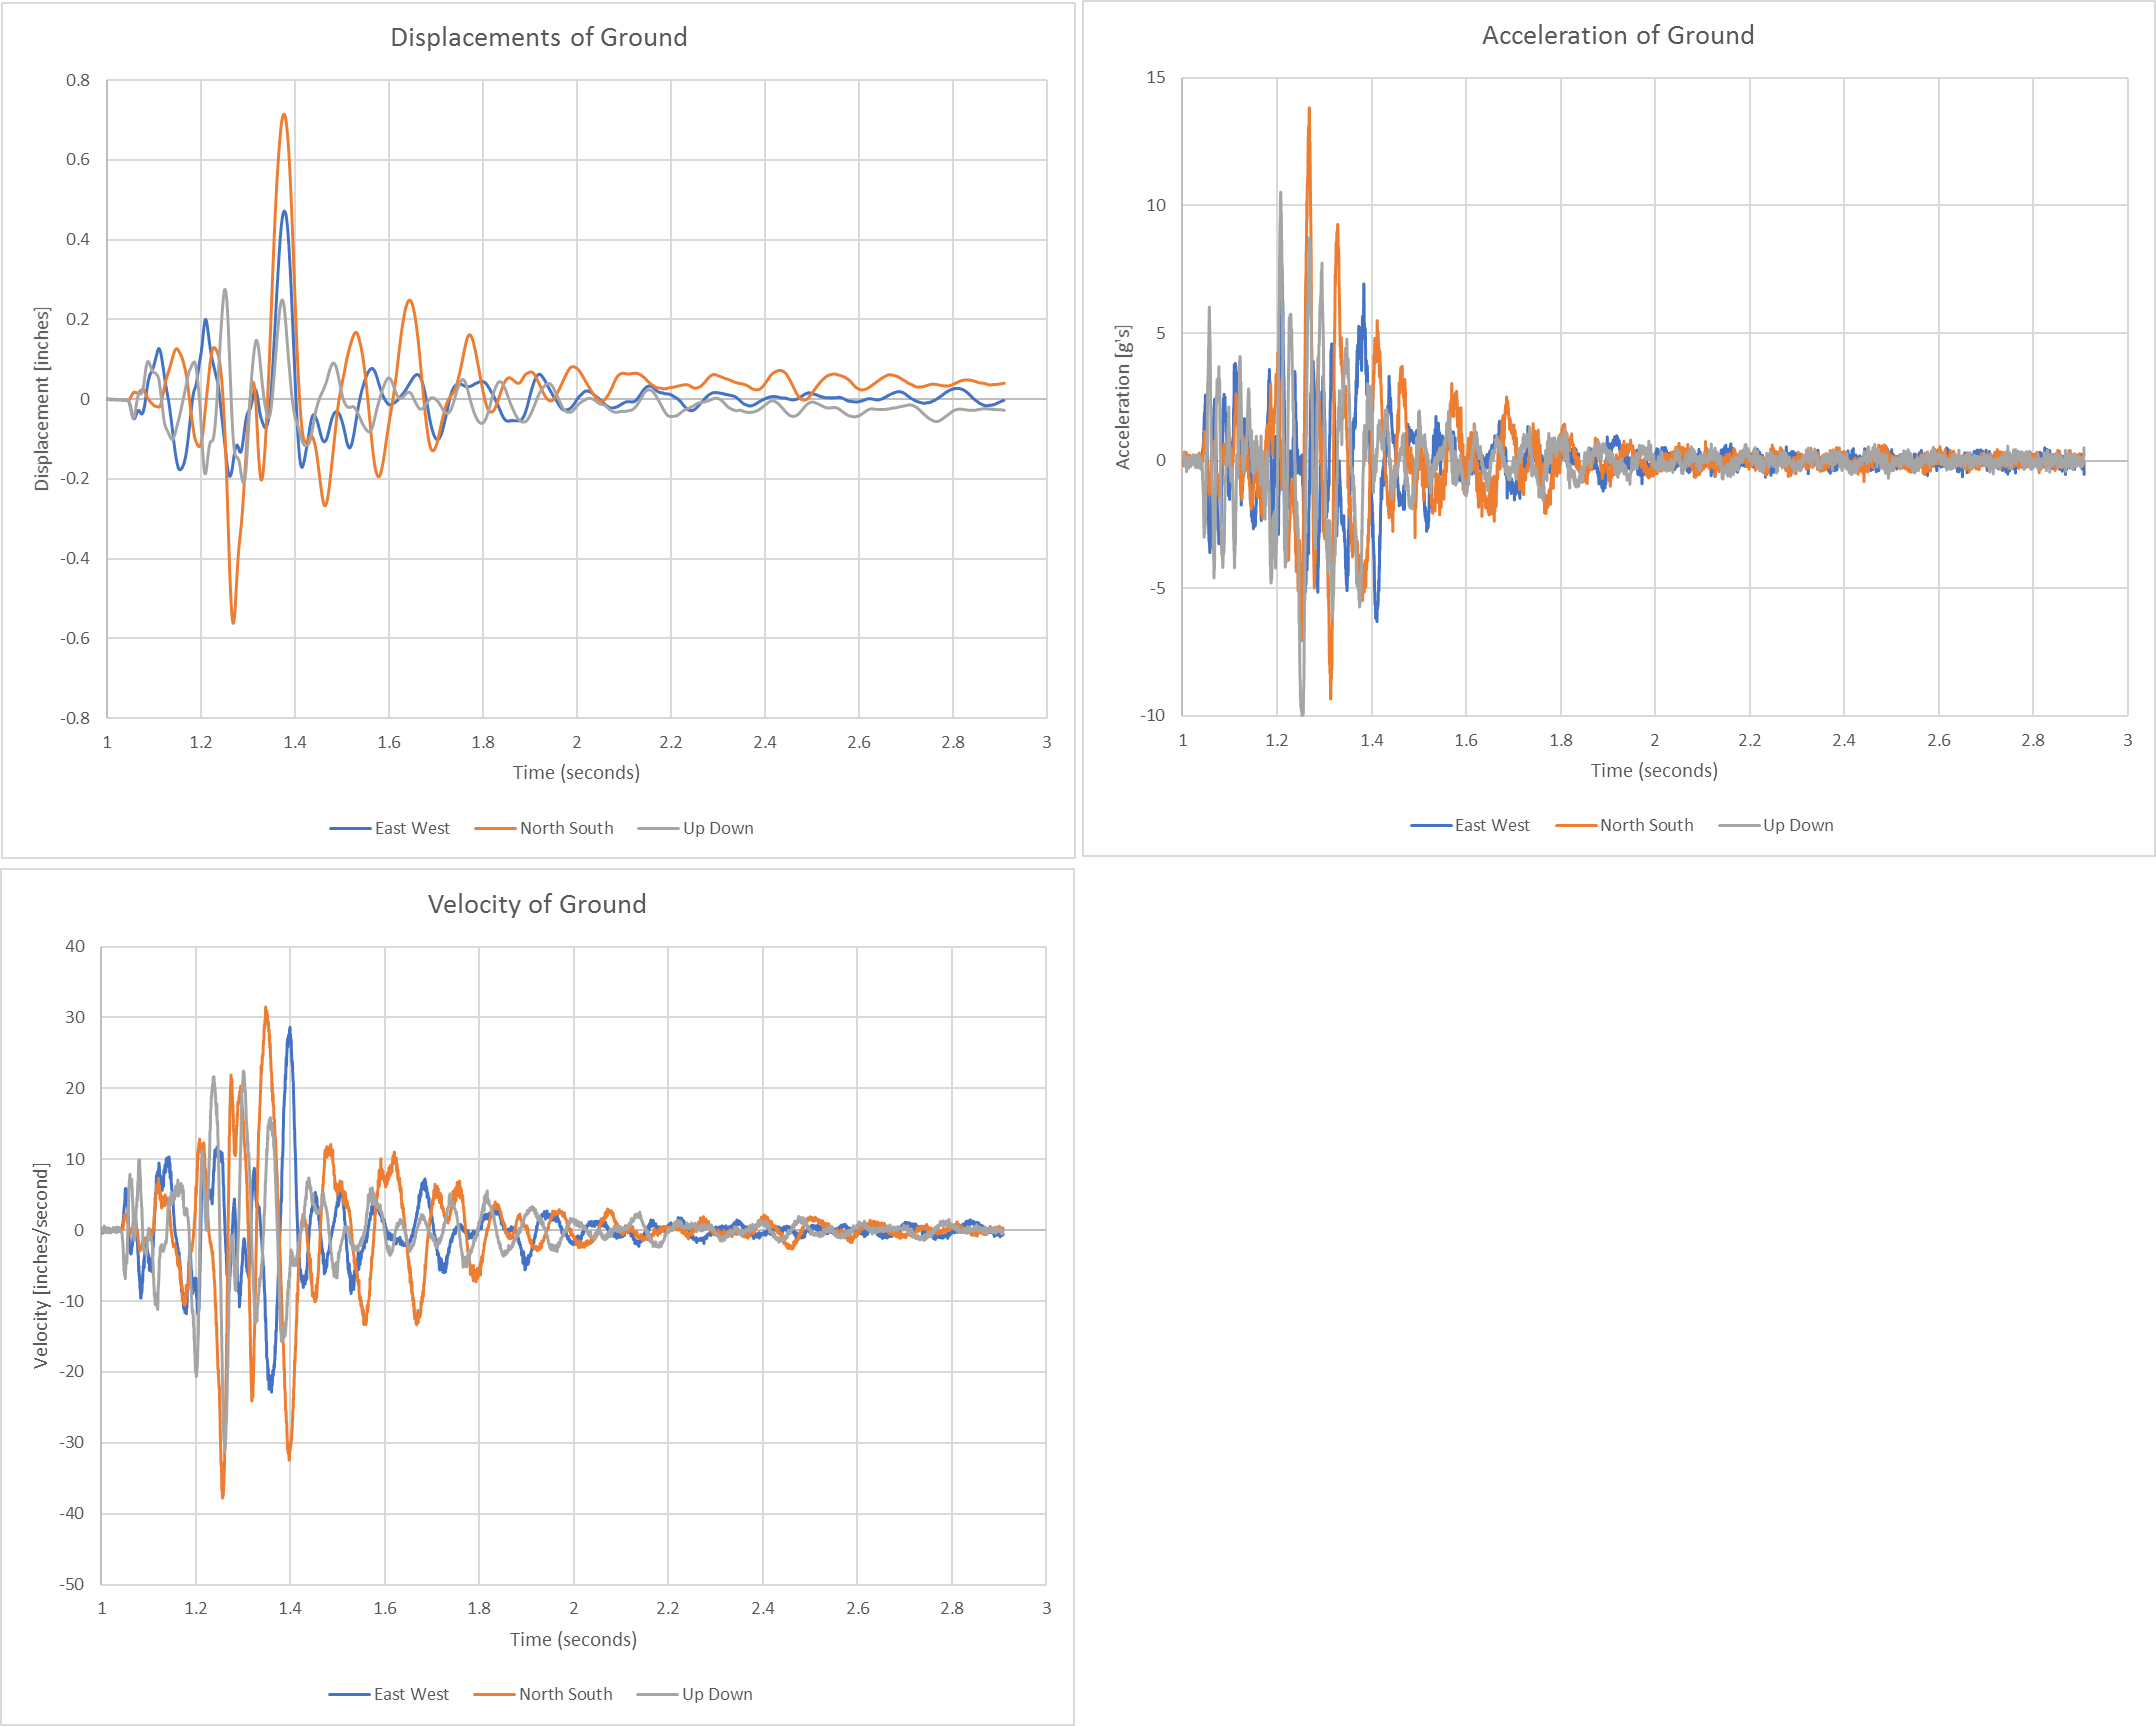 Displacements of Ground
0.8
0.6
0.4
0.2
0
-0.2
-0.4
-0.6
-0.8
Displacement [inches]
1 1.2 1.4 1.6 1.8 2 2.2 2.4 2.6 2.8 3
Time (seconds)
East West North South Up Down
Acceleration of Ground
15
10
5
0
-5
-10
Acceleration [g's]
1 1.2 1.4 1.6 1.8 2 2.2 2.4 2.6 2.8 3
Time (seconds)
East West North South Up Down
Velocity of Ground
40
30
20
10
0
-10
-20
-30
-40
-50
Velocity [inches/second]
1 1.2 1.4 1.6 1.8 2 2.2 2.4 2.6 2.8 3
Time (seconds)
East West North South Up Down